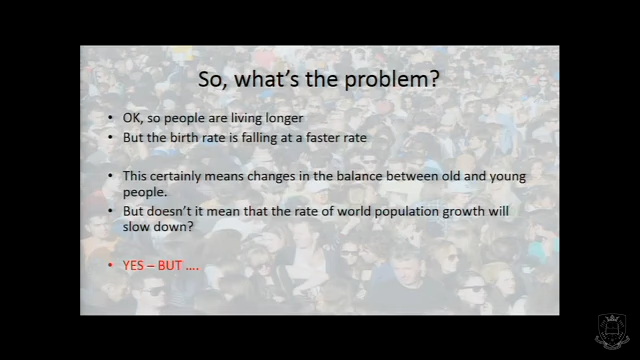 So, what's the problem?
• OK, so people are living longer
• But the birth rate is falling at a faster rate
• This certainly means changes in the balance between old and young
people.
• But doesn't it mean that the rate of world population growth will
slow down?
• YES – BUT ....